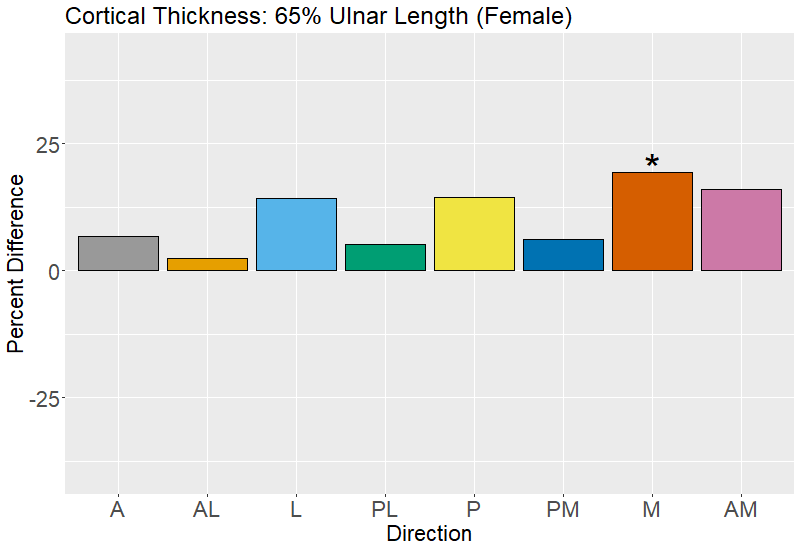 Cortical Thickness: 65% Ulnar Length (Female)
Percent Difference
25
0
-25
*
A AL L PL P PM M AM
Direction